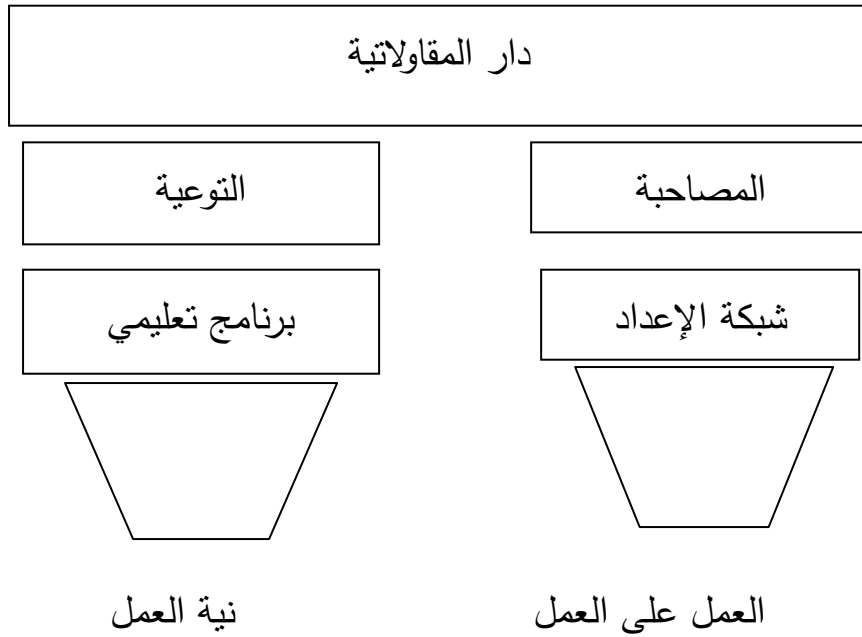 دار المقاولاتية
المصاحبة
التوعية
شبكة الإعداد
برنامج تعليمي
العمل على العمل
نية العمل